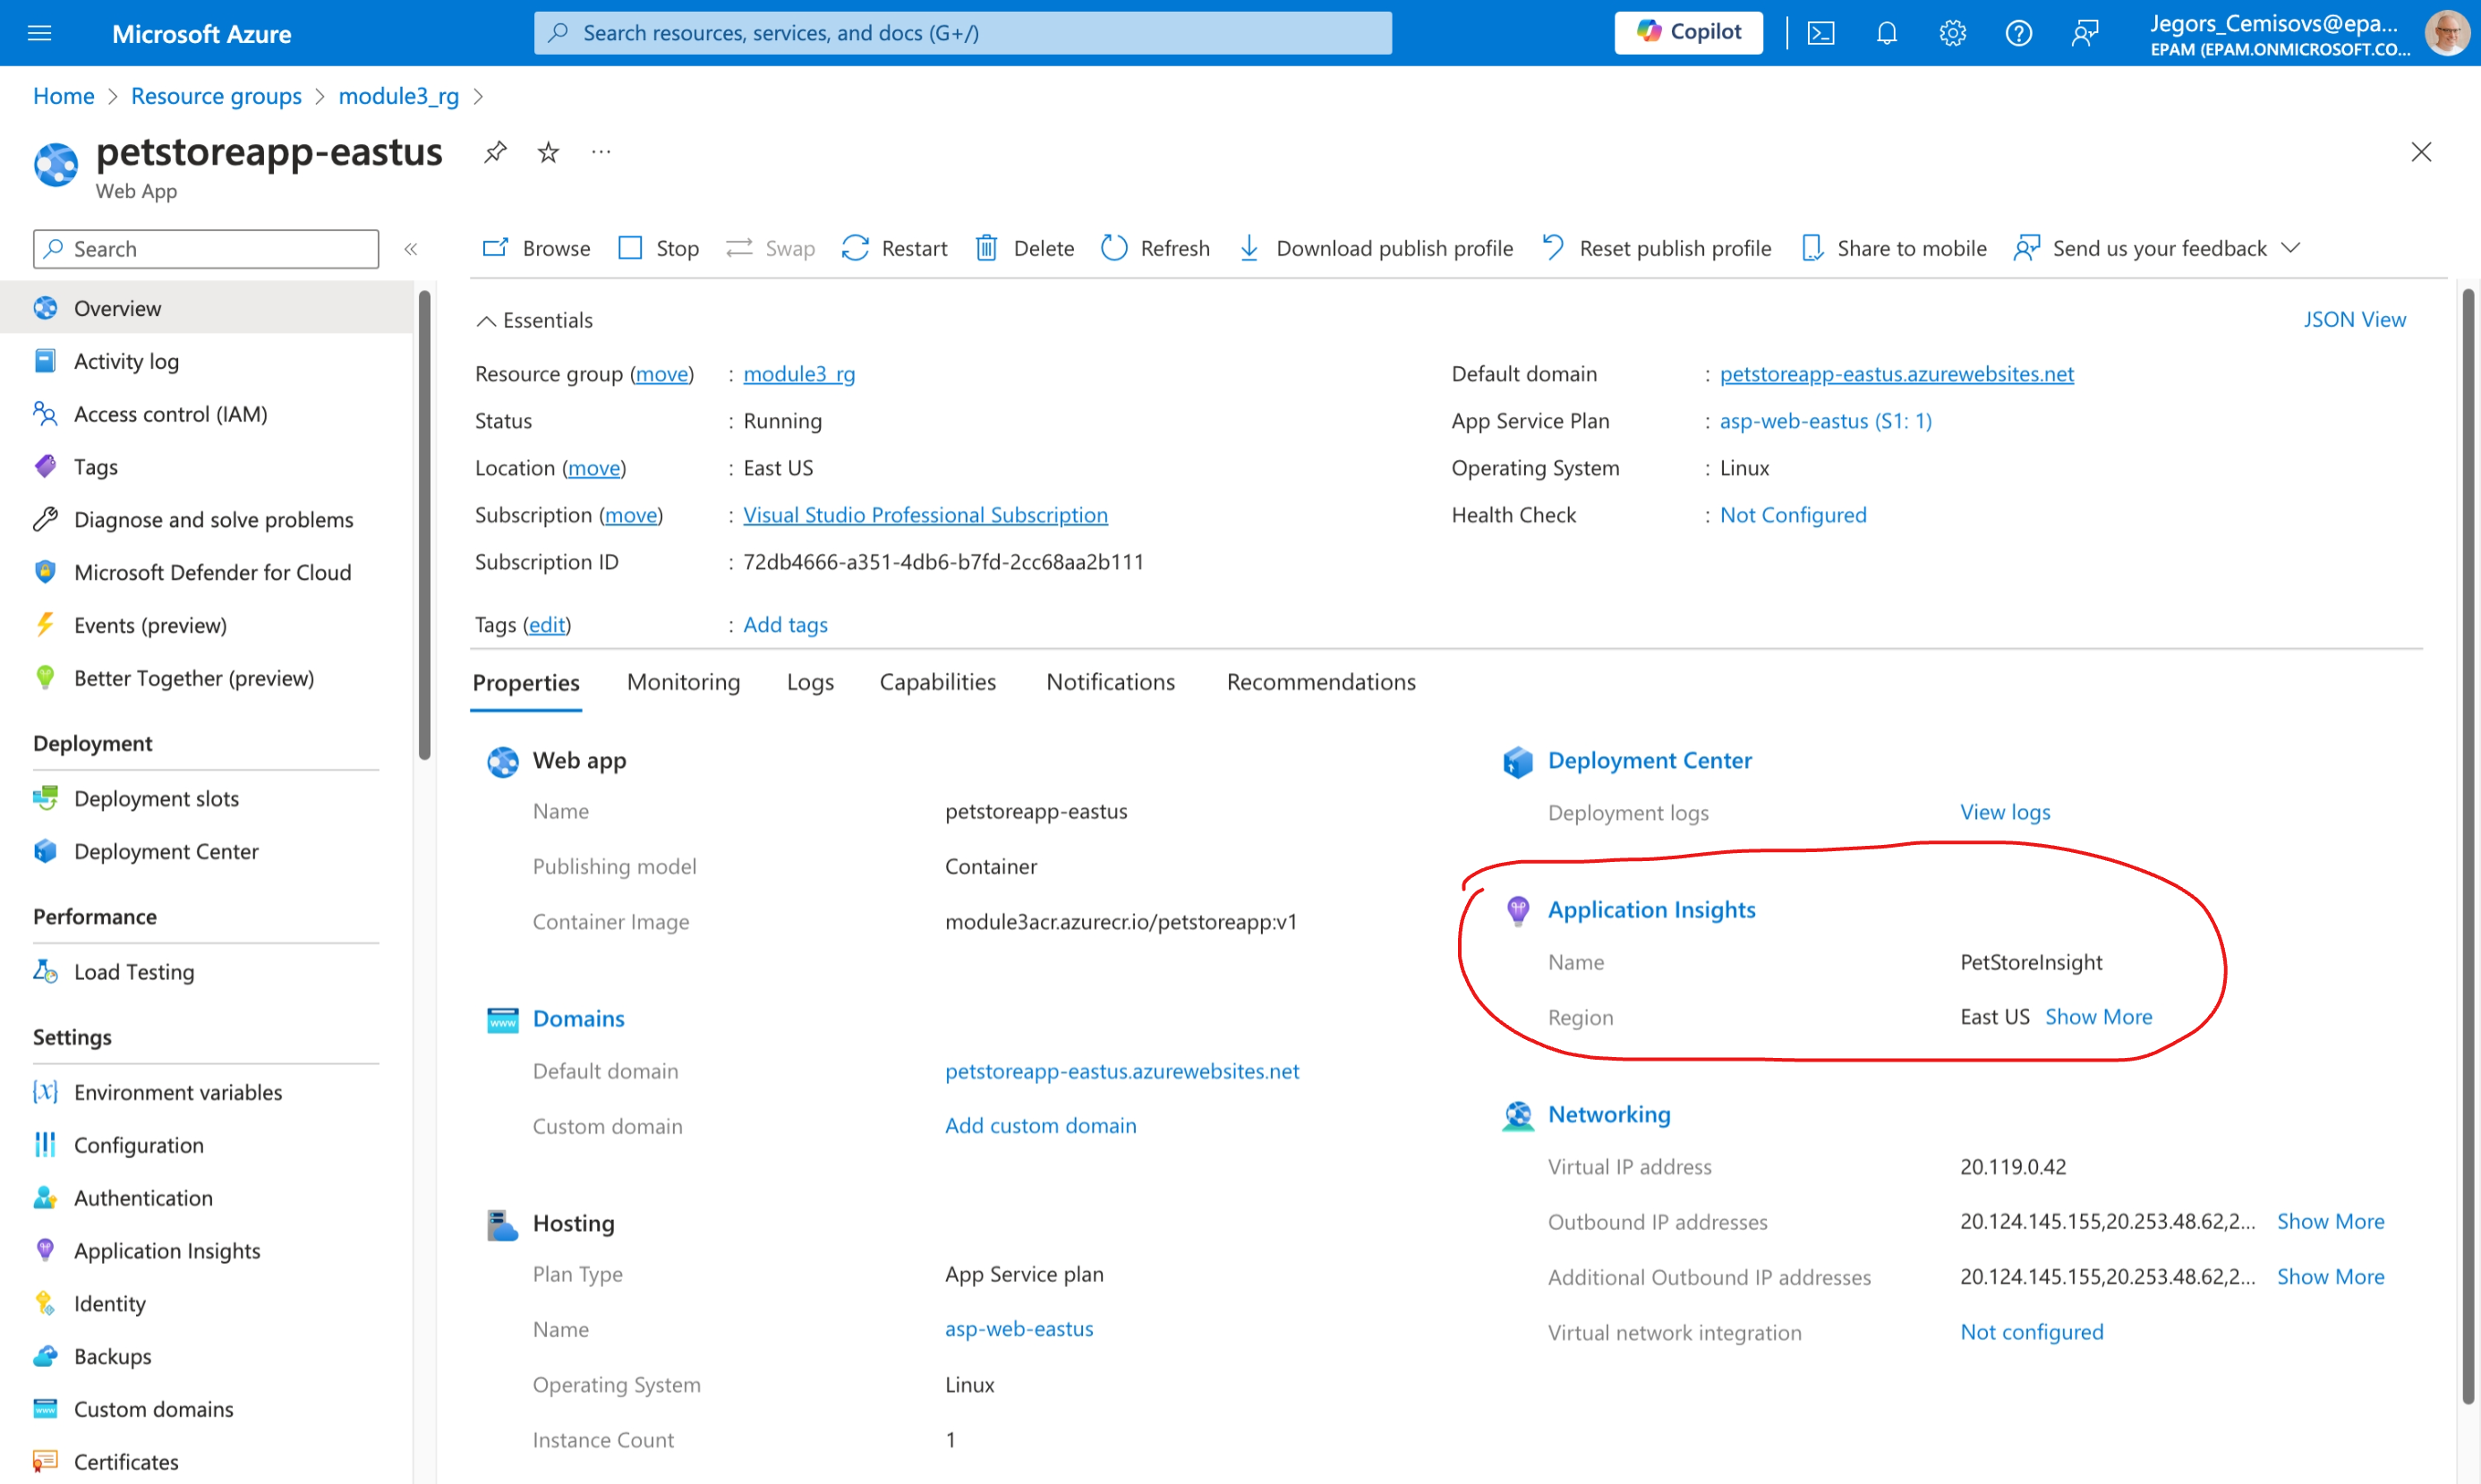 Microsoft Azure
Search resources, services, and docs (G+/)
Copilot
Jegors_Cemisovs@epa...
EPAM (EPAM.ONMICROSOFT.CO...
Home > Resource groups > module3_rg >
petstoreapp-eastus
Web App
Search
Browse Stop Swap Restart Delete Refresh Download publish profile Reset publish profile Share to mobile Send us your feedback
Overview
Activity log
Access control (IAM)
Tags
Diagnose and solve problems
Microsoft Defender for Cloud
Events (preview)
Better Together (preview)
Deployment
Deployment slots
Deployment Center
Performance
Load Testing
Settings
Environment variables
Configuration
Authentication
Application Insights
Identity
Backups
Custom domains
Certificates
Essentials
JSON View
Resource group (move) : module3_rg
Status : Running
Location (move) : East US
Subscription (move) : Visual Studio Professional Subscription
Subscription ID : 72db4666-a351-4db6-b7fd-2cc68aa2b111
Tags (edit) : Add tags
Default domain : petstoreapp-eastus.azurewebsites.net
App Service Plan : asp-web-eastus (S1: 1)
Operating System : Linux
Health Check : Not Configured
Properties Monitoring Logs Capabilities Notifications Recommendations
Web app
Name petstoreapp-eastus
Publishing model Container
Container Image module3acr.azurecr.io/petstoreapp:v1
www
Domains
Default domain petstoreapp-eastus.azurewebsites.net
Custom domain Add custom domain
Hosting
Plan Type App Service plan
Name asp-web-eastus
Operating System Linux
Instance Count 1
Deployment Center
Deployment logs View logs
Application Insights
Name PetStoreInsight
Region East US Show More
Networking
Virtual IP address 20.119.0.42
Outbound IP addresses 20.124.145.155,20.253.48.62,2... Show More
Additional Outbound IP addresses 20.124.145.155,20.253.48.62,2... Show More
Virtual network integration Not configured